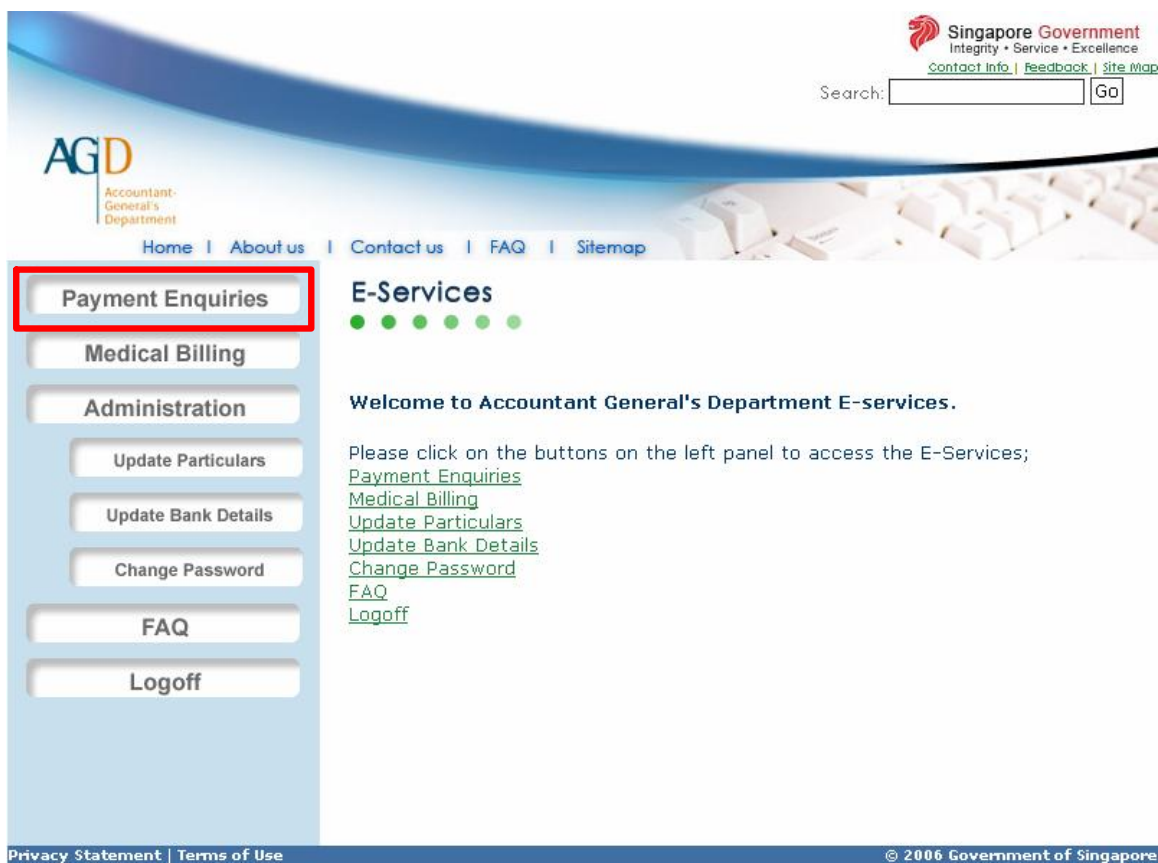 Singapore Government
Integrity • Service • Excellence
Contact Info | Feedback | Site Map
Search: Go
AGD
Accountant-
General's
Department
Home | About us | Contact us | FAQ | Sitemap
Payment Enquiries
Medical Billing
Administration
Update Particulars
Update Bank Details
Change Password
FAQ
Logoff
E-Services
Welcome to Accountant General's Department E-services.
Please click on the buttons on the left panel to access the E-Services;
Payment Enquiries
Medical Billing
Update Particulars
Update Bank Details
Change Password
FAQ
Logoff
Privacy Statement | Terms of Use
© 2006 Government of Singapore